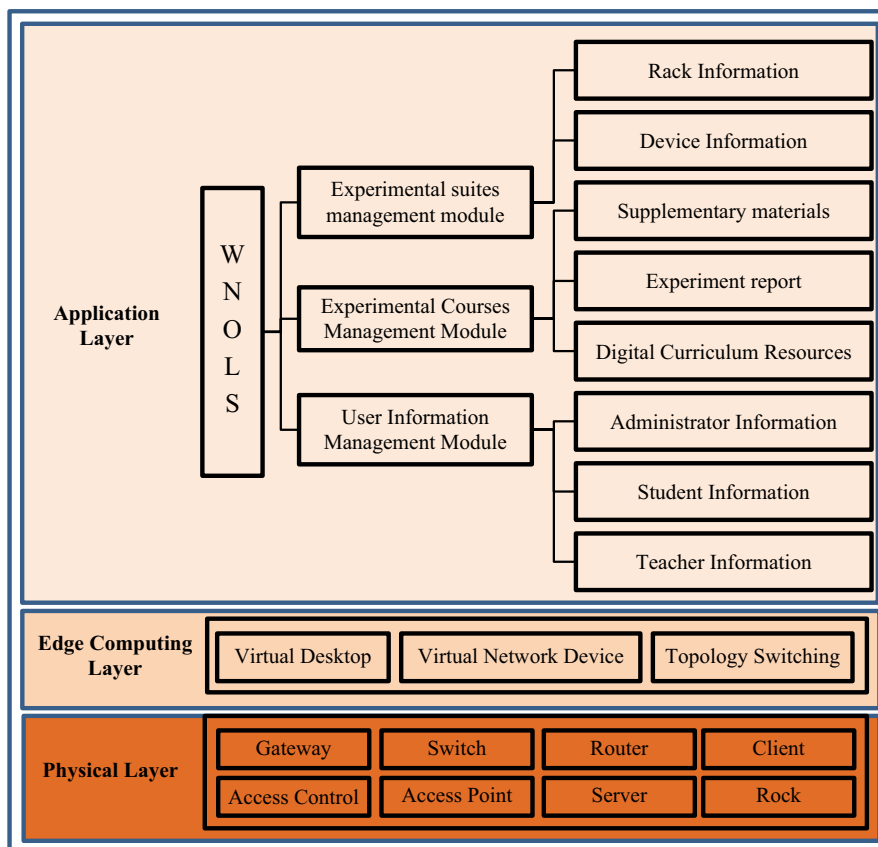 Application
Layer
W
N
O
L
S
Experimental suites
management module
Experimental Courses
Management Module
User Information
Management Module
Rack Information
Device Information
Supplementary materials
Experiment report
Digital Curriculum Resources
Administrator Information
Student Information
Teacher Information
Edge Computing
Layer
Virtual Desktop
Virtual Network Device
Topology Switching
Physical Layer
Gateway
Switch
Router
Client
Access Control
Access Point
Server
Rock